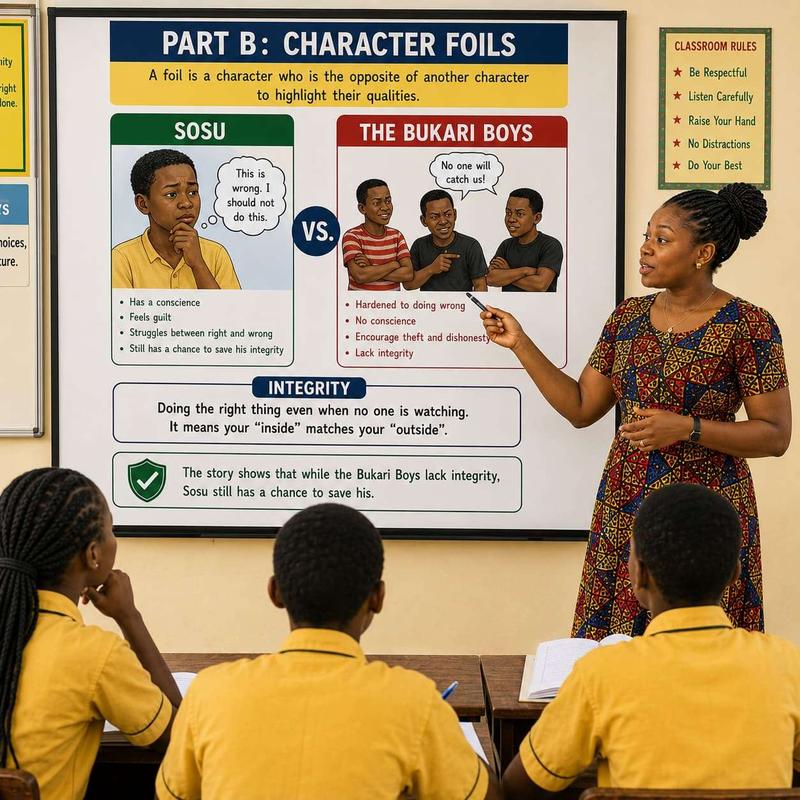 PART B: CHARACTER FOILS
A foil is a character who is the opposite of another character
to highlight their qualities.
SOSU
This is
wrong. I
should not
do this.
• Has a conscience
• Feels guilt
• Struggles between right and wrong
• Still has a chance to save his integrity
VS.
THE BUKARI BOYS
No one will
catch us!
• Hardened to doing wrong
• No conscience
• Encourage theft and dishonesty
• Lack integrity
INTEGRITY
Doing the right thing even when no one is watching.
It means your “inside” matches your “outside”.
The story shows that while the Bukari Boys lack integrity,
Sosu still has a chance to save his.
CLASSROOM RULES
★ Be Respectful
★ Listen Carefully
★ Raise Your Hand
★ No Distractions
★ Do Your Best